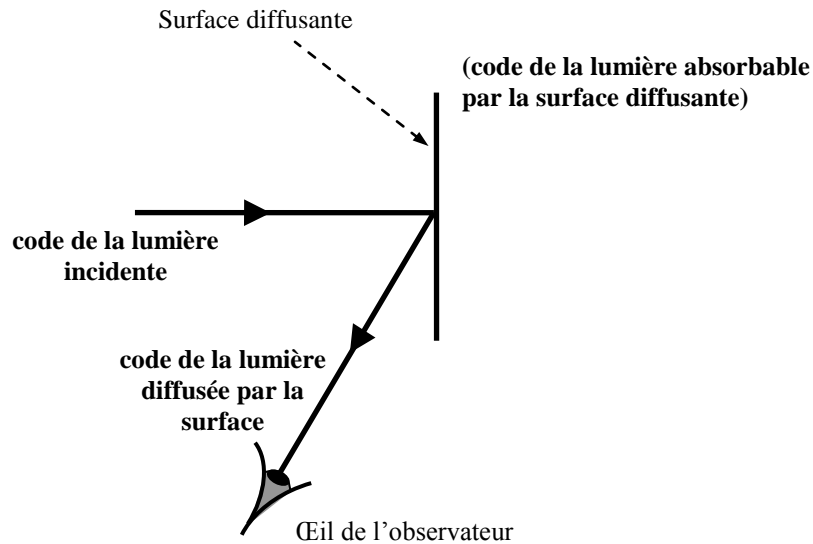 Surface diffusante
(code de la lumière absorbable
par la surface diffusante)
code de la lumière
incidente
code de la lumière
diffusée par la
surface
Œil de l’observateur